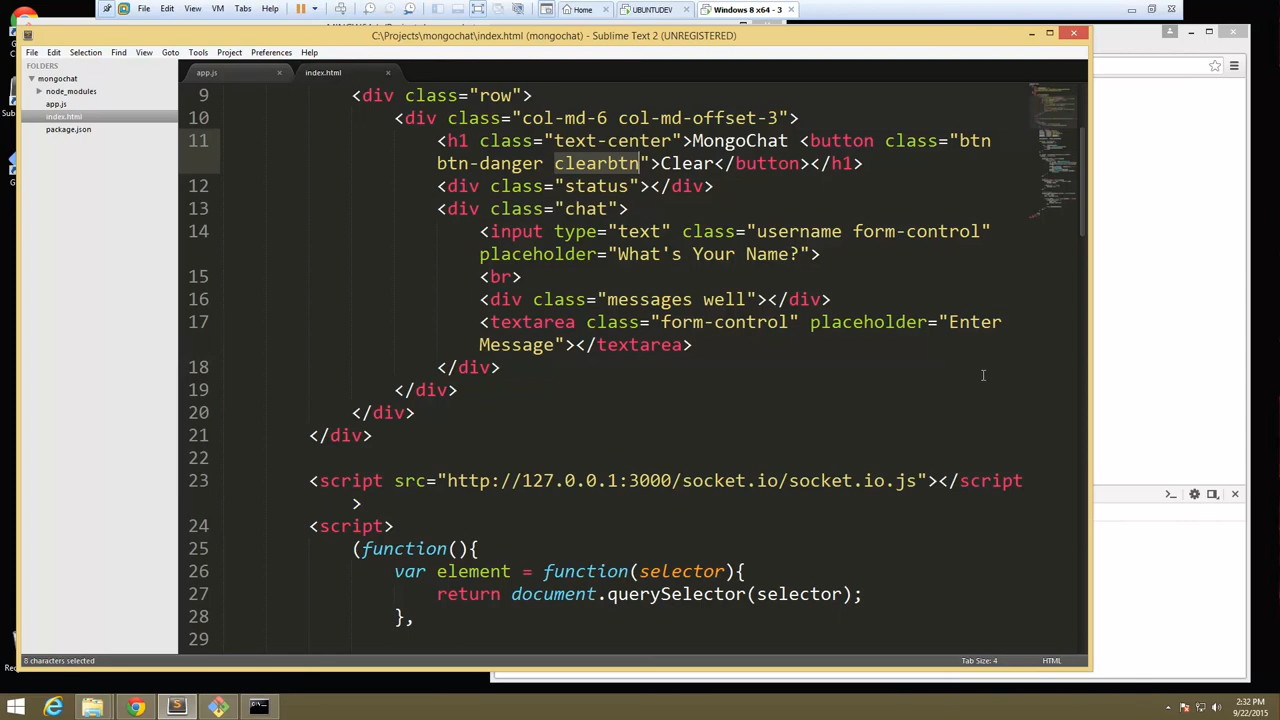 File Edit View VM Tabs Help Home UBUNTUDEV Windows 8 x64 - 3
C:\Projects\mongochat\index.html (mongochat) - Sublime Text 2 (UNREGISTERED)
File Edit Selection Find View Goto Tools Project Preferences Help
FOLDERS
mongochat
node_modules
app.js
index.html
package.json
app.js index.html
9 <div class="row">
10 <div class="col-md-6 col-md-offset-3">
11 <h1 class="text-center">MongoChat <button class="btn
btn-danger clearbtn">Clear</button></h1>
12 <div class="status"></div>
13 <div class="chat">
14 <input type="text" class="username form-control"
placeholder="What's Your Name?">
15 <br>
16 <div class="messages well"></div>
17 <textarea class="form-control" placeholder="Enter
Message"></textarea>
18 </div>
19 </div>
20 </div>
21 </div>
22
23 <script src="http://127.0.0.1:3000/socket.io/socket.io.js"></script
>
24 <script>
25 (function(){
26 var element = function(selector){
27 return document.querySelector(selector);
28 },
29
8 characters selected
Tab Size: 4
HTML
2:32 PM
9/22/2015